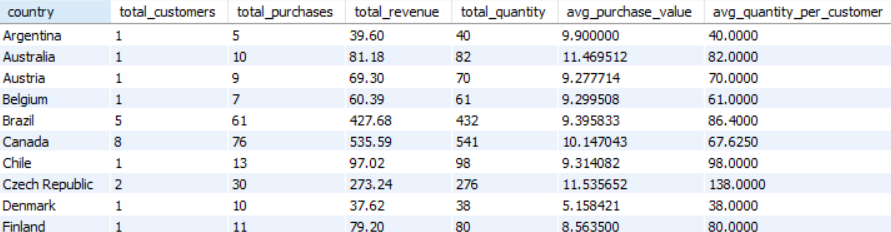 country total_customers total_purchases total_revenue total_quantity avg_purchase_value avg_quantity_per_customer
Argentina 1 5 39.60 40 9.900000 40.0000
Australia 1 10 81.18 82 11.469512 82.0000
Austria 1 9 69.30 70 9.277714 70.0000
Belgium 1 7 60.39 61 9.299508 61.0000
Brazil 5 61 427.68 432 9.395833 86.4000
Canada 8 76 535.59 541 10.147043 67.6250
Chile 1 13 97.02 98 9.314082 98.0000
Czech Republic 2 30 273.24 276 11.535652 138.0000
Denmark 1 10 37.62 38 5.158421 38.0000
Finland 1 11 79.20 80 8.563500 80.0000